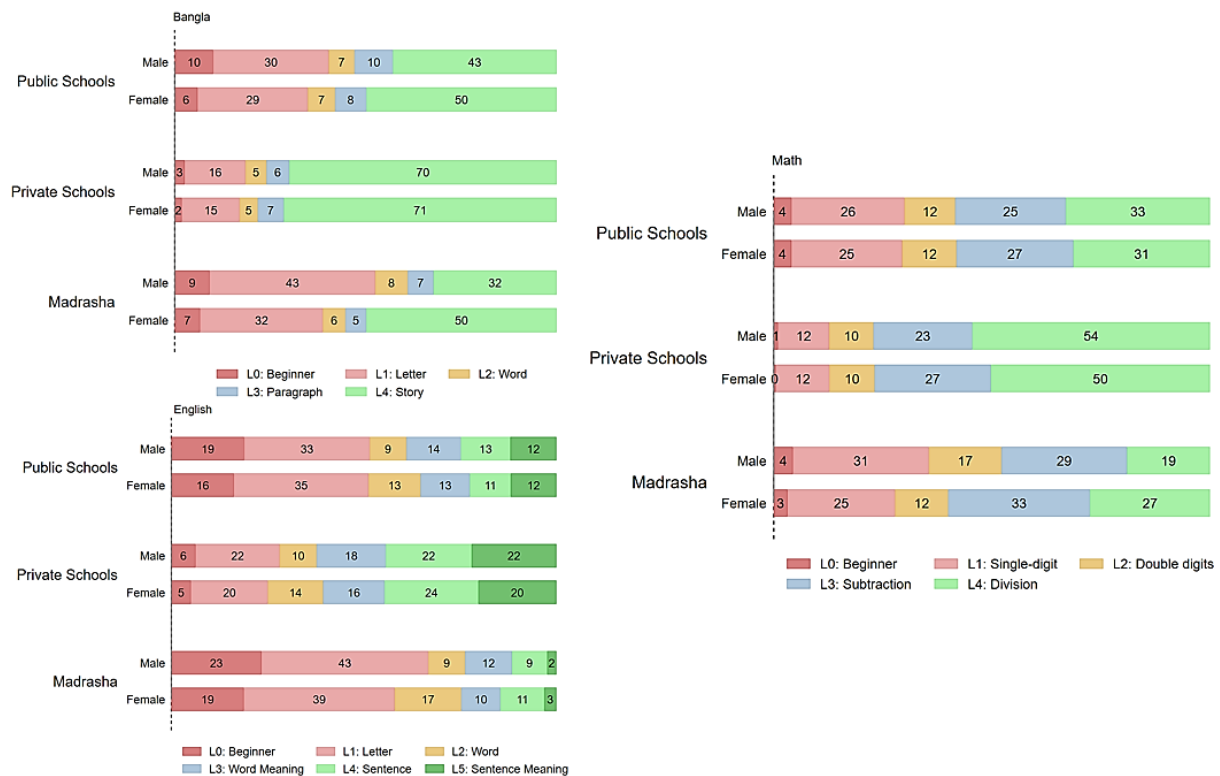 Bangla
Public Schools
Male 10 30 7 10 43
Female 6 29 7 8 50
Private Schools
Male 3 16 5 6 70
Female 2 15 5 7 71
Madrasha
Male 9 43 8 7 32
Female 7 32 6 5 50
L0: Beginner L1: Letter L2: Word
L3: Paragraph L4: Story
English
Public Schools
Male 19 33 9 14 13 12
Female 16 35 13 13 11 12
Private Schools
Male 6 22 10 18 22 22
Female 5 20 14 16 24 20
Madrasha
Male 23 43 9 12 9 2
Female 19 39 17 10 11 3
L0: Beginner L1: Letter L2: Word
L3: Word Meaning L4: Sentence L5: Sentence Meaning
Math
Public Schools
Male 4 26 12 25 33
Female 4 25 12 27 31
Private Schools
Male 1 12 10 23 54
Female 0 12 10 27 50
Madrasha
Male 4 31 17 29 19
Female 3 25 12 33 27
L0: Beginner L1: Single-digit L2: Double digits
L3: Subtraction L4: Division